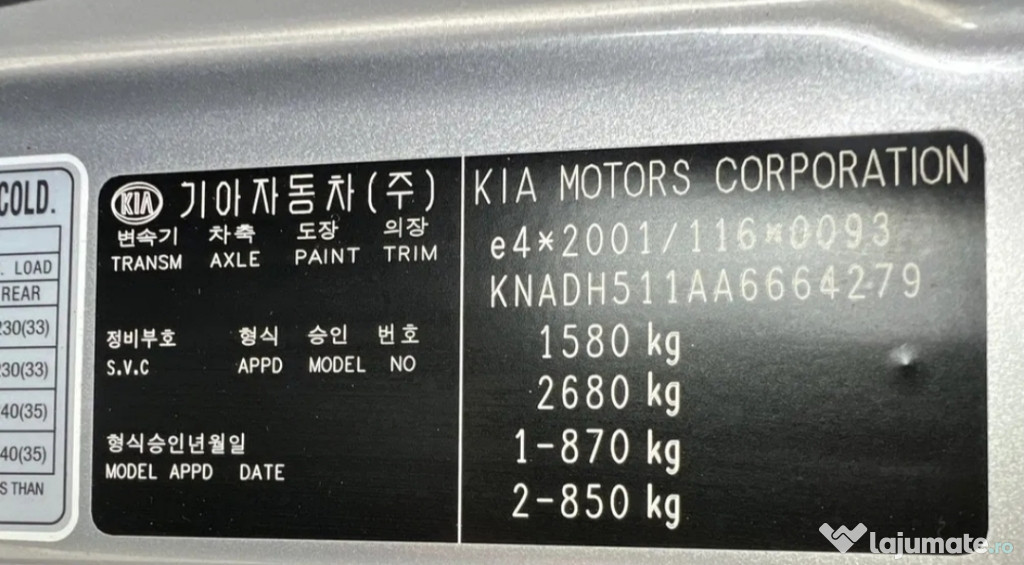 COLD.
. LOAD
REAR
230(33)
230(33)
40(35)
40(35)
S THAN
KIA 기아자동차(주)
변속기 차축 도장 의장
TRANSM AXLE PAINT TRIM
정비부호 형식 승인 번호
S.V.C APPD MODEL NO
형식승인년월일
MODEL APPD DATE
KIA MOTORS CORPORATION
e4*2001/116*0093
KNADH511AA6664279
1580 kg
2680 kg
1-870 kg
2-850 kg
lajumate.ro